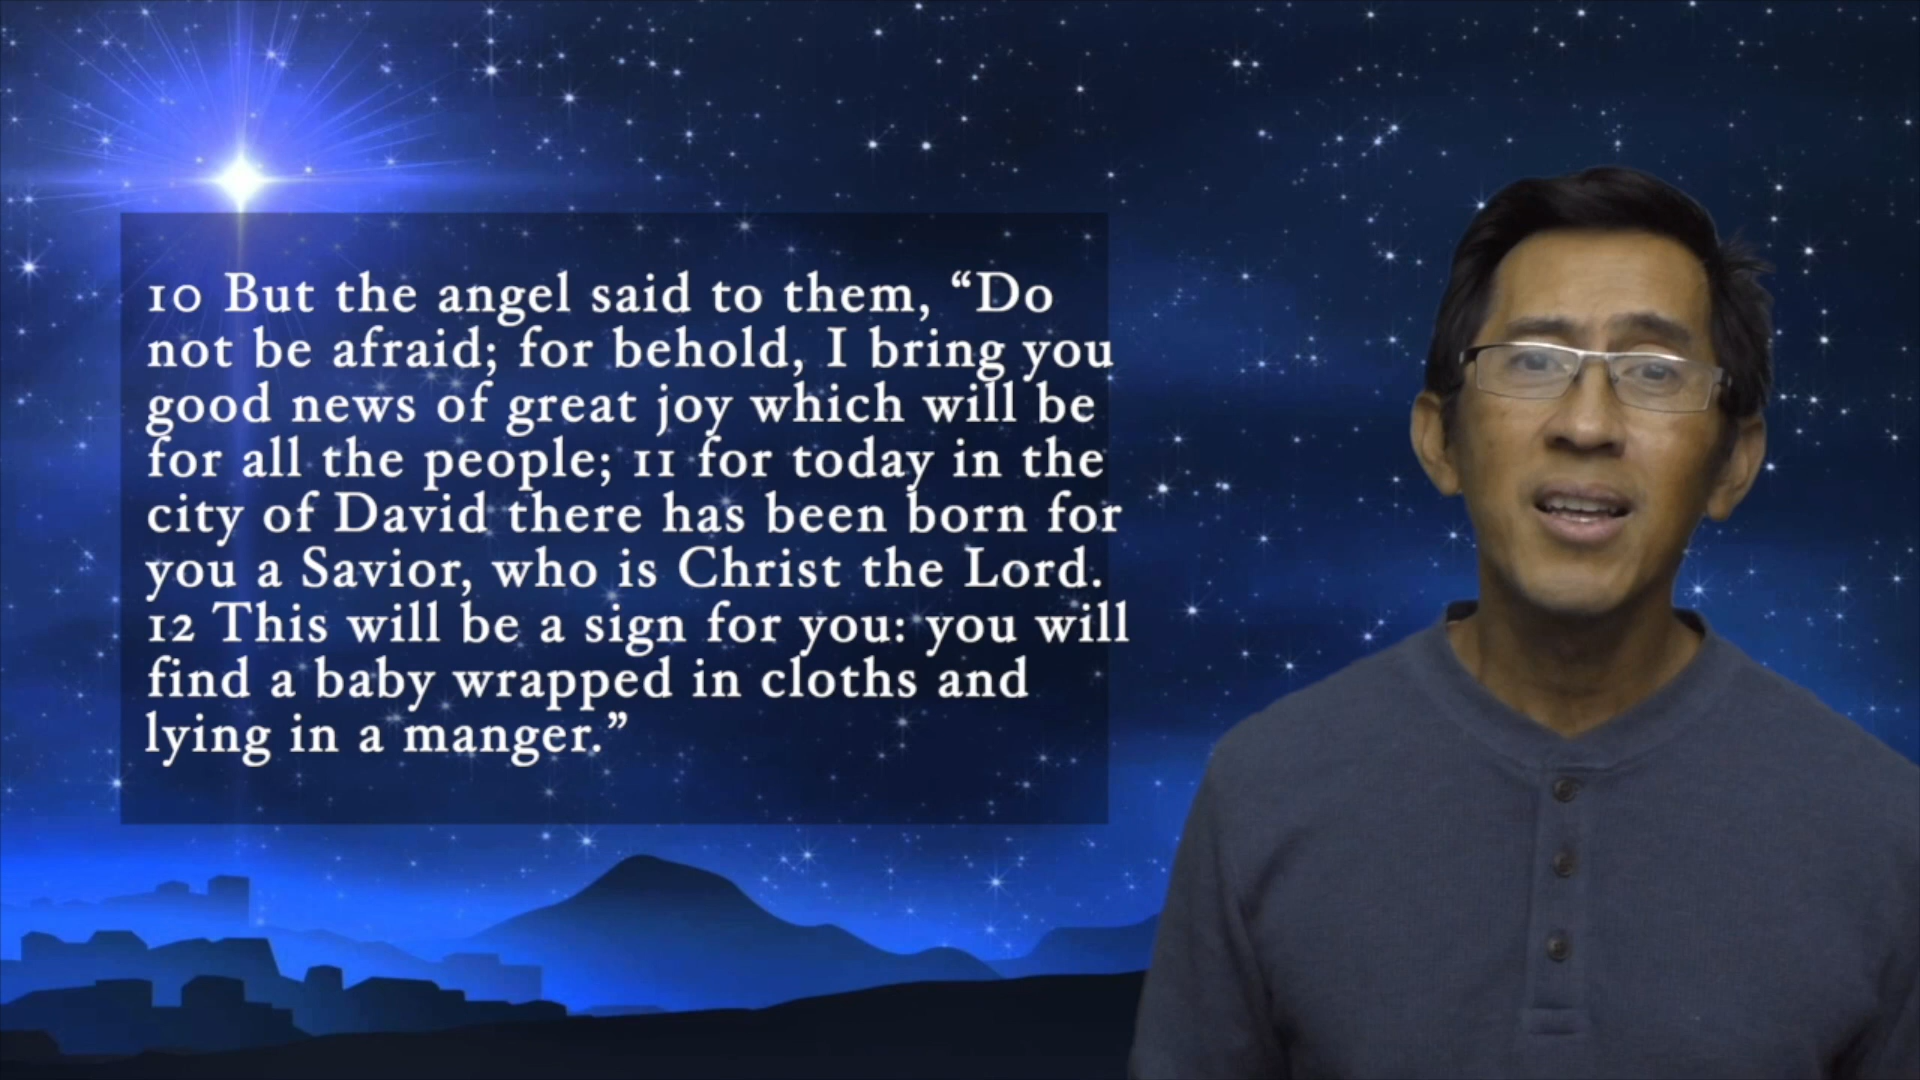 10 But the angel said to them, “Do
not be afraid; for behold, I bring you
good news of great joy which will be
for all the people; 11 for today in the
city of David there has been born for
you a Savior, who is Christ the Lord.
12 This will be a sign for you: you will
find a baby wrapped in cloths and
lying in a manger.”